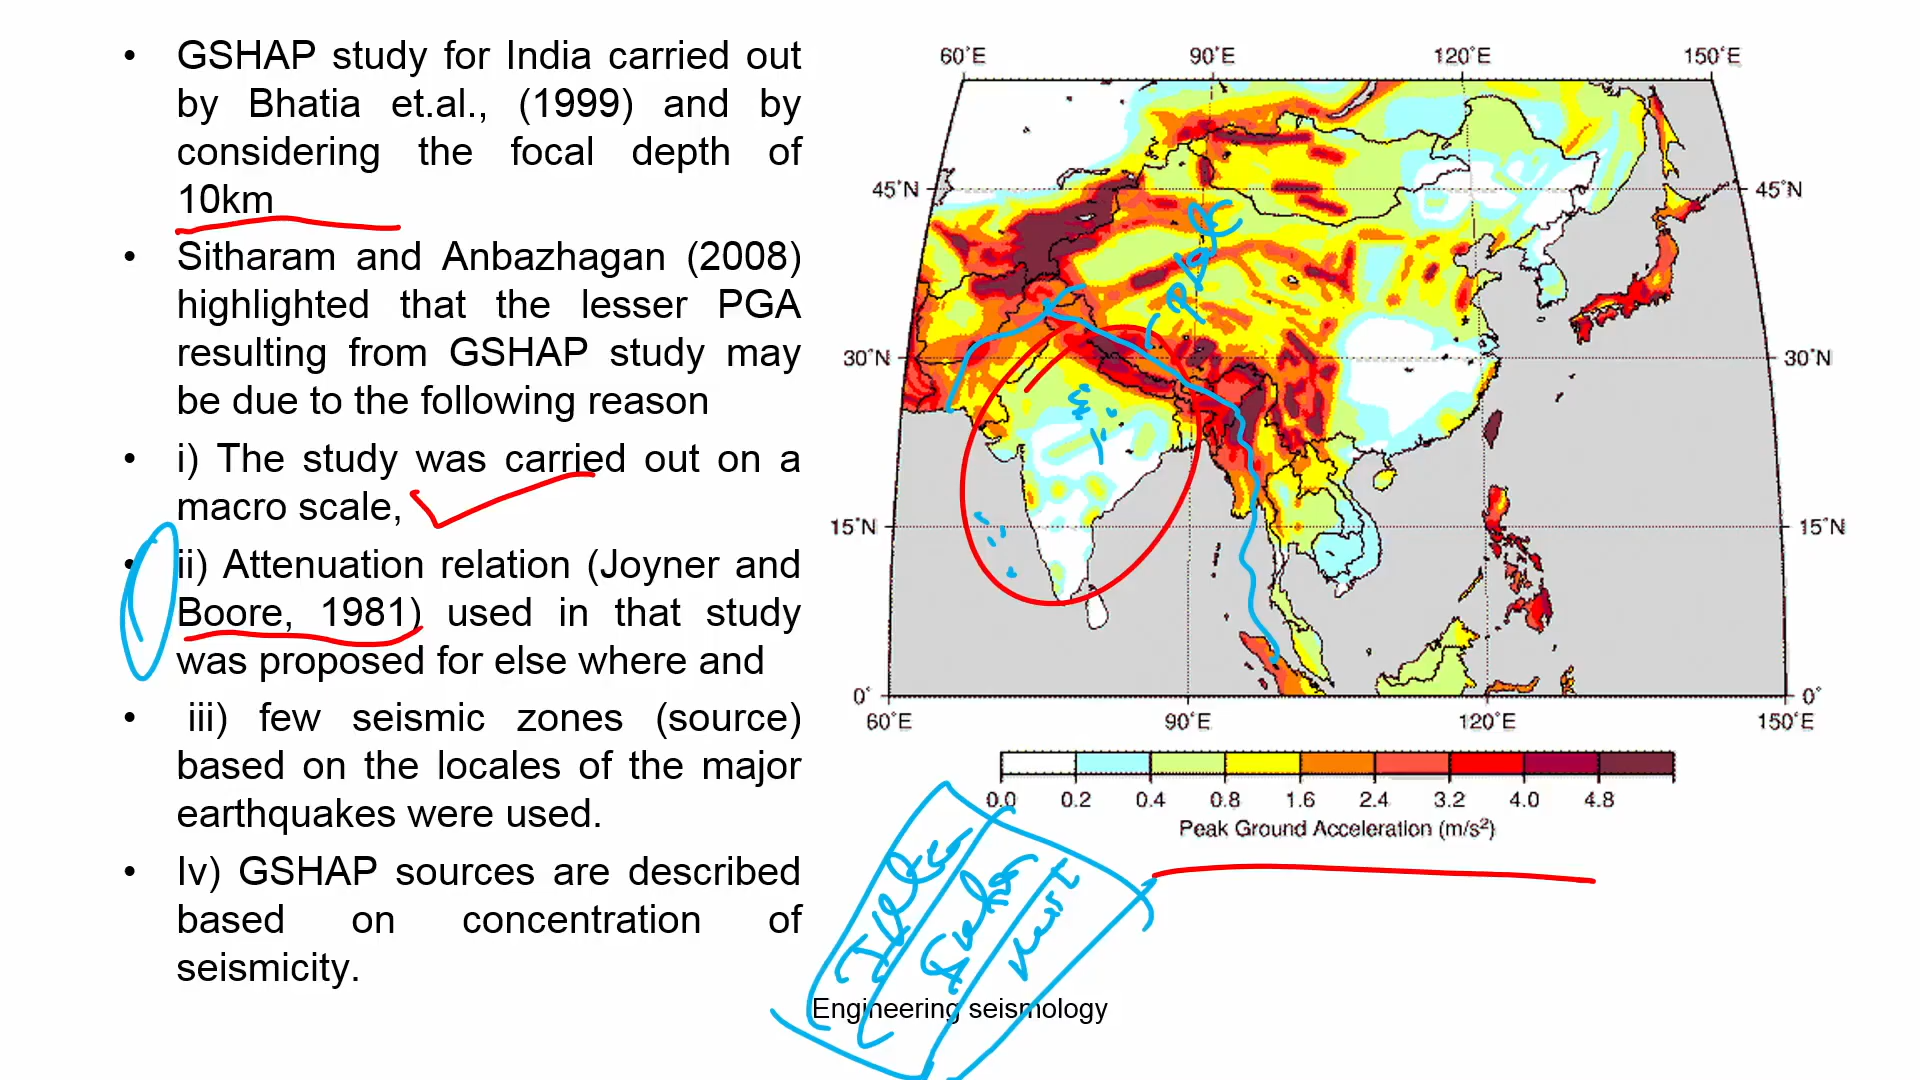 • GSHAP study for India carried out
by Bhatia et.al., (1999) and by
considering the focal depth of
10km
• Sitharam and Anbazhagan (2008)
highlighted that the lesser PGA
resulting from GSHAP study may
be due to the following reason
• i) The study was carried out on a
macro scale,
• ii) Attenuation relation (Joyner and
Boore, 1981) used in that study
was proposed for else where and
• iii) few seismic zones (source)
based on the locales of the major
earthquakes were used.
• Iv) GSHAP sources are described
based on concentration of
seismicity.
60˚E 90˚E 120˚E 150˚E
45˚N 45˚N
30˚N 30˚N
15˚N 15˚N
0˚ 0˚
60˚E 90˚E 120˚E 150˚E
0.0 0.2 0.4 0.8 1.6 2.4 3.2 4.0 4.8
Peak Ground Acceleration (m/s²)
Engineering seismology